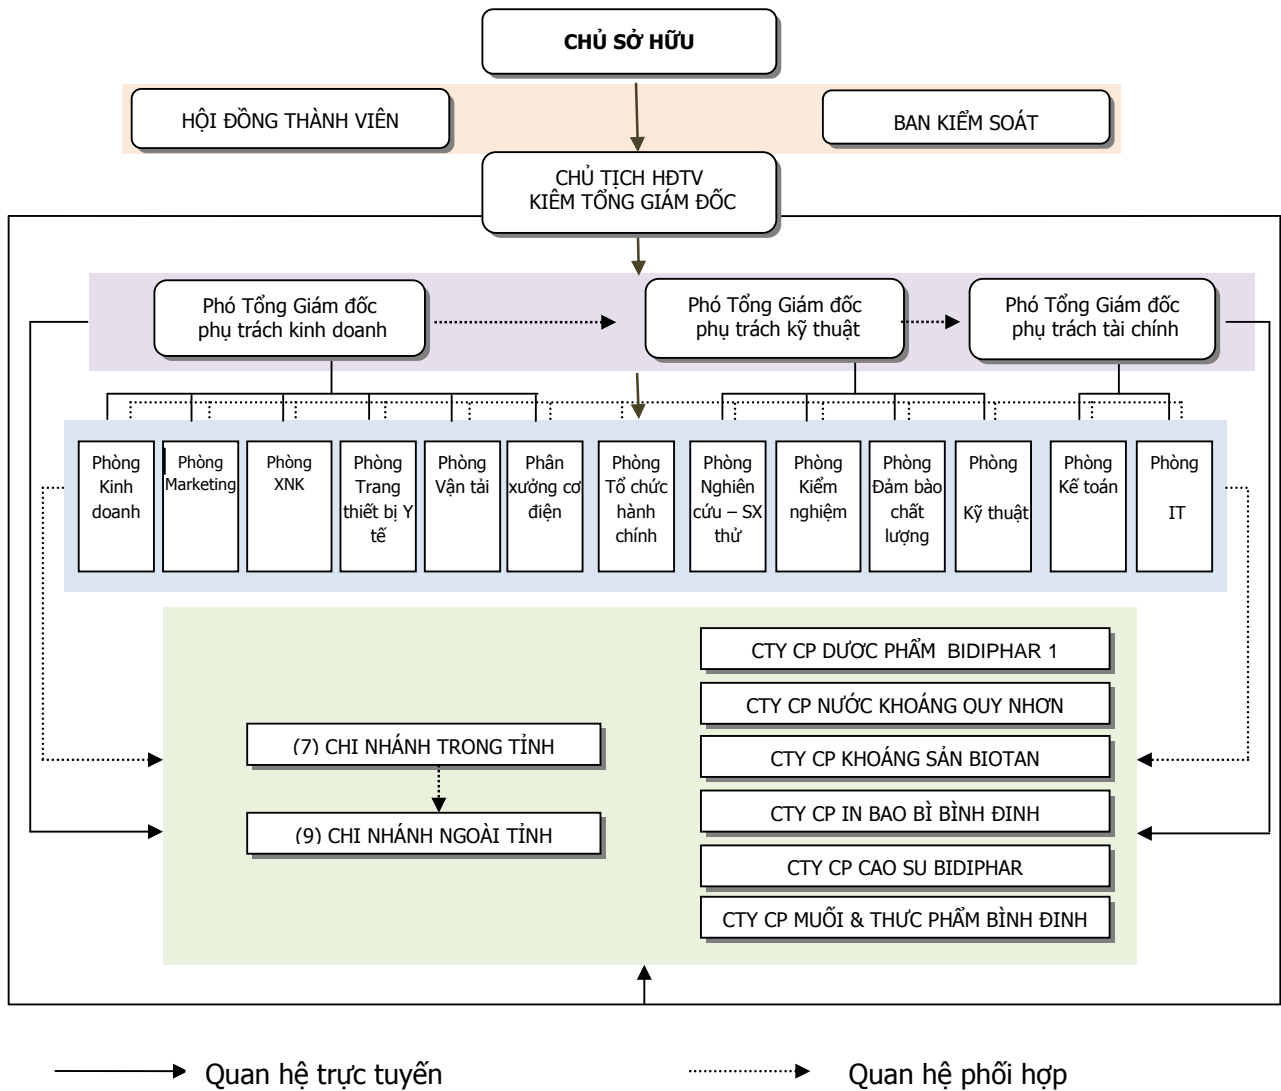 CHỦ SỞ HỮU
HỘI ĐỒNG THÀNH VIÊN
BAN KIỂM SOÁT
CHỦ TỊCH HĐTV
KIÊM TỔNG GIÁM ĐỐC
Phó Tổng Giám đốc
phụ trách kinh doanh
Phó Tổng Giám đốc
phụ trách kỹ thuật
Phó Tổng Giám đốc
phụ trách tài chính
Phòng
Kinh
doanh
Phòng
Marketing
Phòng
XNK
Phòng
Trang
thiết bị Y
tế
Phòng
Vận tải
Phân
xưởng cơ
điện
Phòng
Tổ chức
hành
chính
Phòng
Nghiên
cứu – SX
thử
Phòng
Kiểm
nghiệm
Phòng
Đảm bào
chất
lượng
Phòng
Kỹ thuật
Phòng
Kế toán
Phòng
IT
(7) CHI NHÁNH TRONG TỈNH
(9) CHI NHÁNH NGOÀI TỈNH
CTY CP DƯƠC PHẨM BIDIPHAR 1
CTY CP NƯỚC KHOÁNG QUY NHƠN
CTY CP KHOÁNG SẢN BIOTAN
CTY CP IN BAO BÌ BÌNH ĐINH
CTY CP CAO SU BIDIPHAR
CTY CP MUỐI & THƯC PHẨM BÌNH ĐINH
Quan hệ trực tuyến
Quan hệ phối hợp